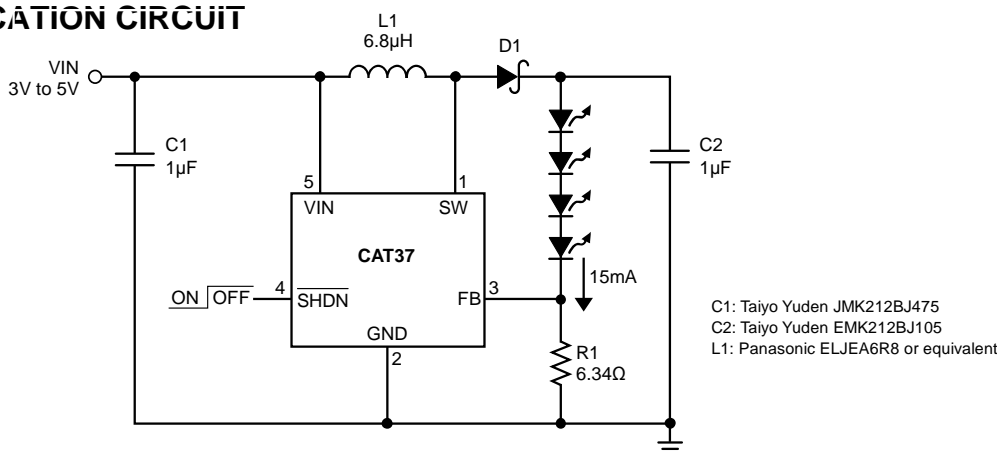 CATION CIRCUIT
L1
6.8µH
D1
VIN
3V to 5V
C1
1µF
C2
1µF
5
1
VIN
SW
CAT37
15mA
ON OFF
4
SHDN
FB
3
GND
2
R1
6.34Ω
C1: Taiyo Yuden JMK212BJ475
C2: Taiyo Yuden EMK212BJ105
L1: Panasonic ELJEA6R8 or equivalent